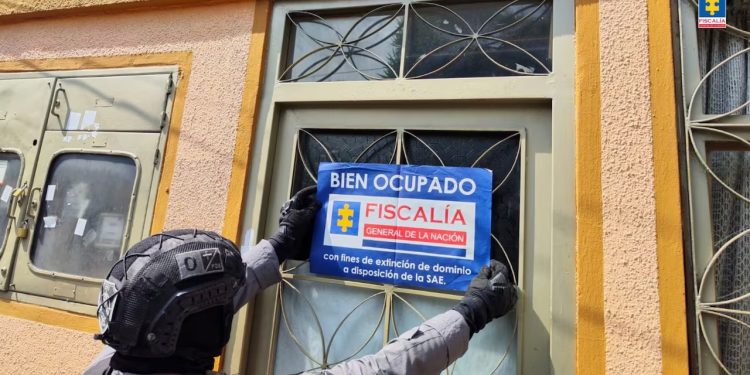 FISCALÍA
BIEN OCUPADO
FISCALÍA
GENERAL DE LA NACIÓN
con fines de extinción de dominio
a disposición de la SAE.